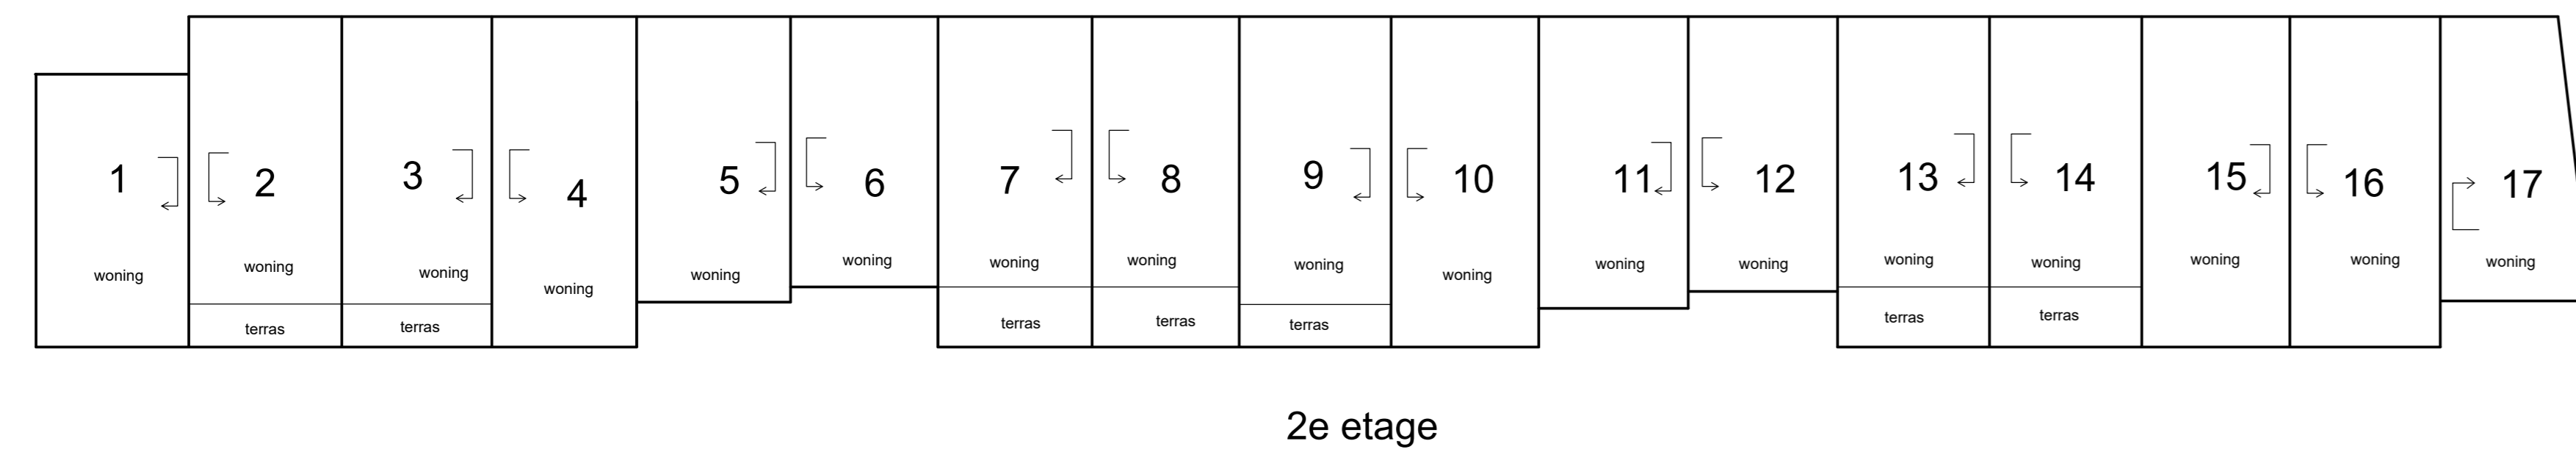 1
woning
2
woning
terras
3
woning
terras
4
woning
5
woning
6
woning
7
woning
terras
8
woning
terras
9
woning
terras
10
woning
11
woning
12
woning
13
woning
terras
14
woning
terras
15
woning
16
woning
17
woning
2e etage